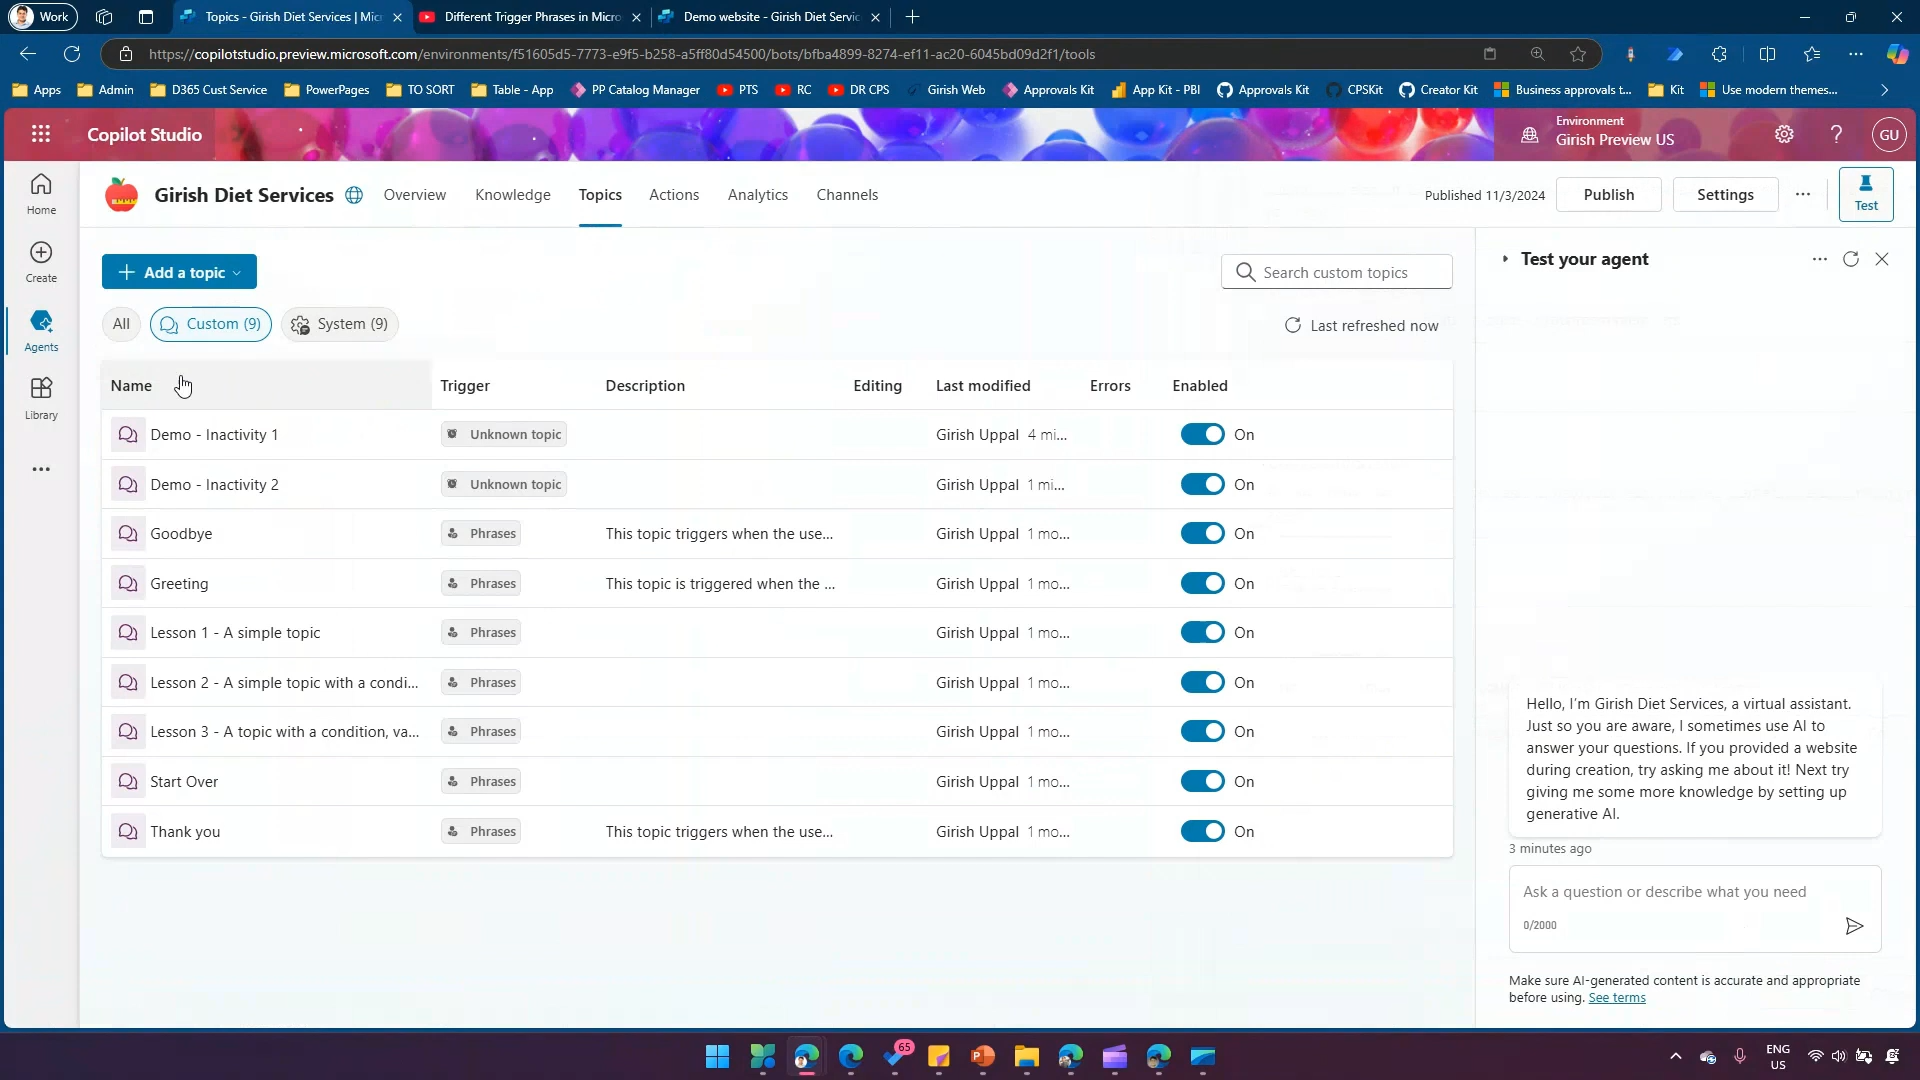 Work
Topics - Girish Diet Services | Mic
Different Trigger Phrases in Micro
Demo website - Girish Diet Servic
https://copilotstudio.preview.microsoft.com/environments/f51605d5-7773-e9f5-b258-a5ff80d54500/bots/bfba4899-8274-ef11-ac20-6045bd09d2f1/tools
Apps
Admin
D365 Cust Service
PowerPages
TO SORT
Table - App
PP Catalog Manager
PTS
RC
DR CPS
Girish Web
Approvals Kit
App Kit - PBI
Approvals Kit
CPSKit
Creator Kit
Business approvals t...
Kit
Use modern themes...
Copilot Studio
Environment
Girish Preview US
GU
Home
Create
Agents
Library
Girish Diet Services
Overview
Knowledge
Topics
Actions
Analytics
Channels
Published 11/3/2024
Publish
Settings
Test
Add a topic
Search custom topics
All
Custom (9)
System (9)
Last refreshed now
Name Trigger Description Editing Last modified Errors Enabled
Demo - Inactivity 1 Unknown topic Girish Uppal 4 mi... On
Demo - Inactivity 2 Unknown topic Girish Uppal 1 mi... On
Goodbye Phrases This topic triggers when the use... Girish Uppal 1 mo... On
Greeting Phrases This topic is triggered when the ... Girish Uppal 1 mo... On
Lesson 1 - A simple topic Phrases Girish Uppal 1 mo... On
Lesson 2 - A simple topic with a condi... Phrases Girish Uppal 1 mo... On
Lesson 3 - A topic with a condition, va... Phrases Girish Uppal 1 mo... On
Start Over Phrases Girish Uppal 1 mo... On
Thank you Phrases This topic triggers when the use... Girish Uppal 1 mo... On
Test your agent
Hello, I'm Girish Diet Services, a virtual assistant.
Just so you are aware, I sometimes use AI to
answer your questions. If you provided a website
during creation, try asking me about it! Next try
giving me some more knowledge by setting up
generative AI.
3 minutes ago
Ask a question or describe what you need
0/2000
Make sure AI-generated content is accurate and appropriate
before using. See terms
65
ENG
US